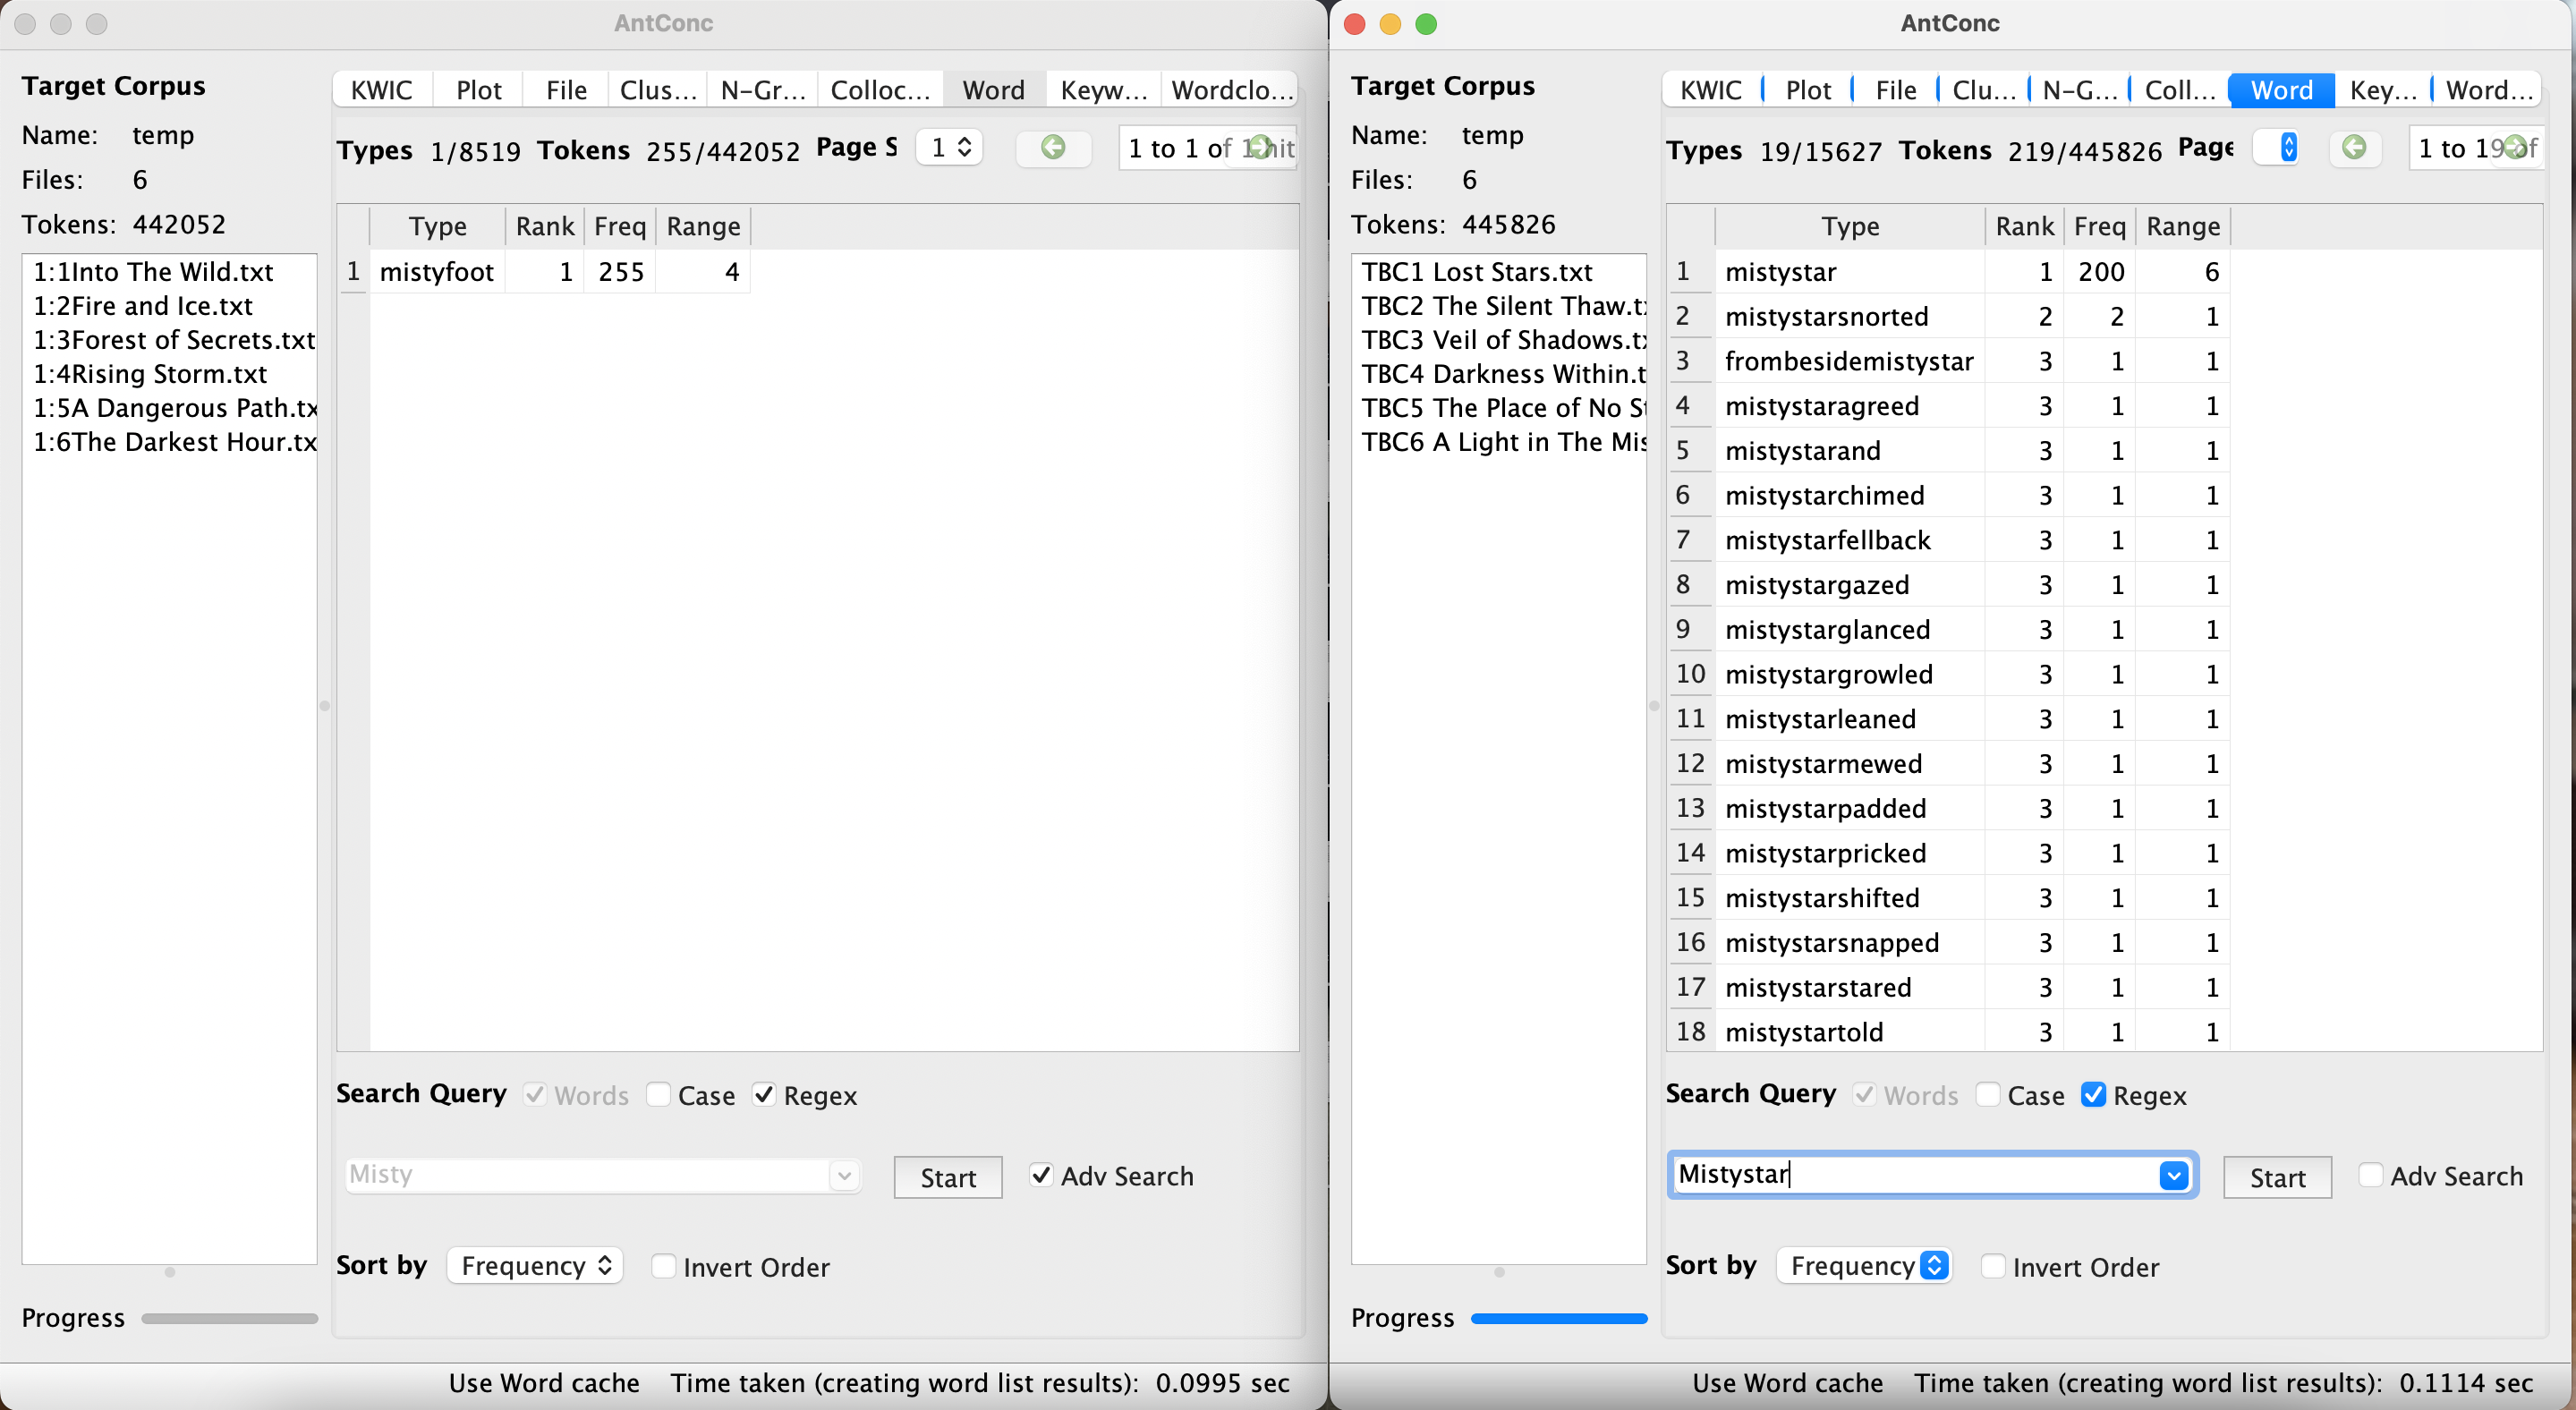 AntConc
Target Corpus
Name: temp
Files: 6
Tokens: 442052
1:1Into The Wild.txt
1:2Fire and Ice.txt
1:3Forest of Secrets.txt
1:4Rising Storm.txt
1:5A Dangerous Path.tx
1:6The Darkest Hour.tx
Progress
KWIC Plot File Clus... N-Gr... Colloc... Word Keyw... Wordclo...
Types 1/8519 Tokens 255/442052 Page S 1 1 to 1 of 1 hit
Type Rank Freq Range
1 mistyfoot 1 255 4
Search Query Words Case Regex
Misty Start Adv Search
Sort by Frequency Invert Order
Use Word cache Time taken (creating word list results): 0.0995 sec
AntConc
Target Corpus
Name: temp
Files: 6
Tokens: 445826
TBC1 Lost Stars.txt
TBC2 The Silent Thaw.t
TBC3 Veil of Shadows.t
TBC4 Darkness Within.t
TBC5 The Place of No S
TBC6 A Light in The Mis
Progress
KWIC Plot File Clu... N-G... Coll... Word Key... Word...
Types 19/15627 Tokens 219/445826 Page 1 to 19 of
Type Rank Freq Range
1 mistystar 1 200 6
2 mistystarsnorted 2 2 1
3 frombesidemistystar 3 1 1
4 mistystaragreed 3 1 1
5 mistystarand 3 1 1
6 mistystarchimed 3 1 1
7 mistystarfellback 3 1 1
8 mistystargazed 3 1 1
9 mistystarglanced 3 1 1
10 mistystargrowled 3 1 1
11 mistystarleaned 3 1 1
12 mistystarmewed 3 1 1
13 mistystarpadded 3 1 1
14 mistystarpricked 3 1 1
15 mistystarshifted 3 1 1
16 mistystarsnapped 3 1 1
17 mistystarstared 3 1 1
18 mistystartold 3 1 1
Search Query Words Case Regex
Mistystar Start Adv Search
Sort by Frequency Invert Order
Use Word cache Time taken (creating word list results): 0.1114 sec